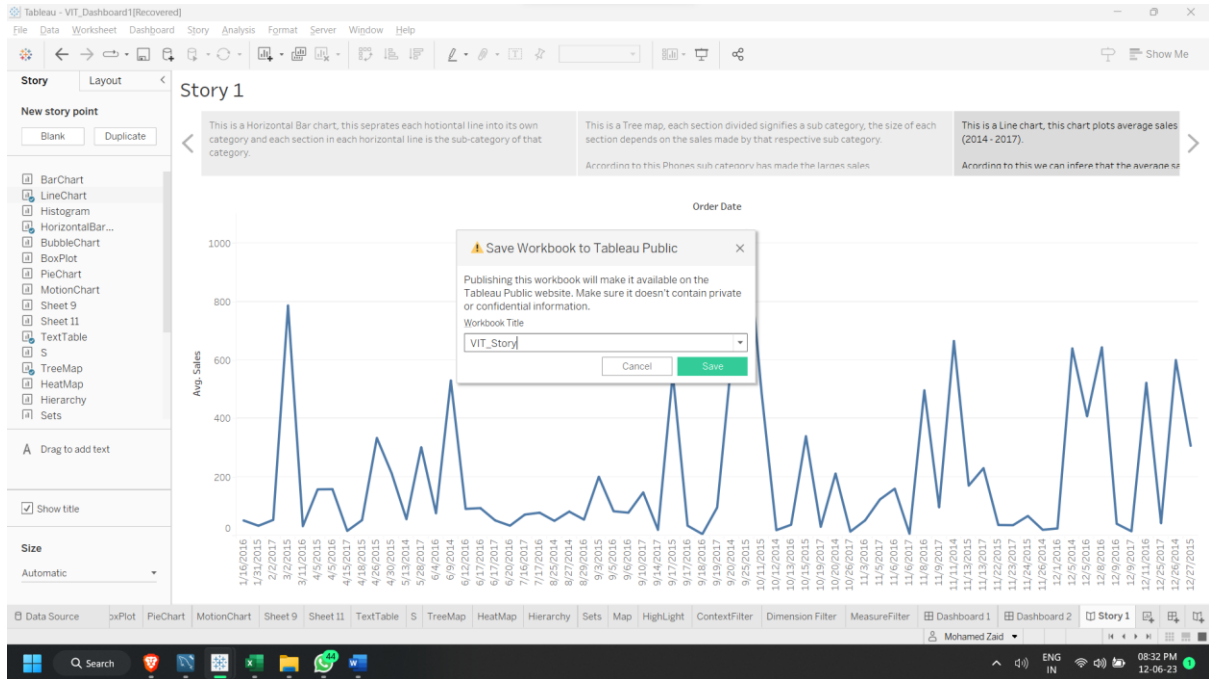 Tableau - VIT_Dashboard1[Recovered]
File Data Worksheet Dashboard Story Analysis Format Server Window Help
Show Me
Story Layout
New story point
Blank Duplicate
BarChart
LineChart
Histogram
HorizontalBar...
BubbleChart
BoxPlot
PieChart
MotionChart
Sheet 9
Sheet 11
TextTable
S
TreeMap
HeatMap
Hierarchy
Sets
A Drag to add text
Show title
Size
Automatic
Story 1
This is a Horizontal Bar chart, this seprates each hotiontal line into its own
category and each section in each horizontal line is the sub-category of that
category.
This is a Tree map, each section divided signifies a sub category, the size of each
section depends on the sales made by that respective sub category.
According to this Phones sub category has made the larges sales
This is a Line chart, this chart plots average sales
(2014 - 2017).
Acording to this we can infere that the average sa
Order Date
Avg. Sales
1000
800
600
400
200
0
Save Workbook to Tableau Public
Publishing this workbook will make it available on the
Tableau Public website. Make sure it doesn't contain private
or confidential information.
Workbook Title
VIT_Story
Cancel Save
1/16/2016
1/31/2015
2/2/2017
3/2/2015
3/11/2016
4/5/2015
4/5/2016
4/15/2017
4/18/2015
4/26/2015
4/30/2015
5/13/2014
5/28/2017
6/4/2016
6/9/2014
6/12/2016
6/17/2016
6/17/2017
6/20/2017
7/16/2017
7/17/2017
8/25/2014
8/27/2014
8/29/2016
9/3/2015
9/5/2016
9/6/2016
9/10/2017
9/14/2017
9/17/2015
9/17/2016
9/18/2016
9/19/2014
9/23/2014
9/25/2015
10/11/2015
10/12/2015
10/13/2014
10/15/2016
10/19/2015
10/20/2014
10/26/2017
11/3/2016
11/5/2017
11/6/2016
11/6/2017
11/8/2016
11/9/2017
11/11/2014
11/13/2015
11/13/2017
11/22/2015
11/23/2017
11/24/2015
11/26/2016
12/1/2016
12/5/2014
12/5/2016
12/8/2016
12/9/2016
12/9/2017
12/11/2016
12/25/2017
12/26/2014
12/27/2015
Data Source oxPlot PieChart MotionChart Sheet 9 Sheet 11 TextTable S TreeMap HeatMap Hierarchy Sets Map HighLight ContextFilter Dimension Filter MeasureFilter Dashboard 1 Dashboard 2 Story 1
Mohamed Zaid
Search
44
ENG
IN
08:32 PM
12-06-23
1